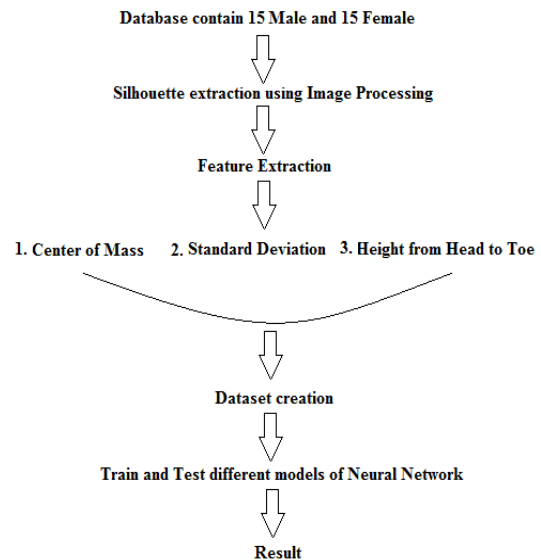 Database contain 15 Male and 15 Female
Silhouette extraction using Image Processing
Feature Extraction
1. Center of Mass 2. Standard Deviation 3. Height from Head to Toe
Dataset creation
Train and Test different models of Neural Network
Result